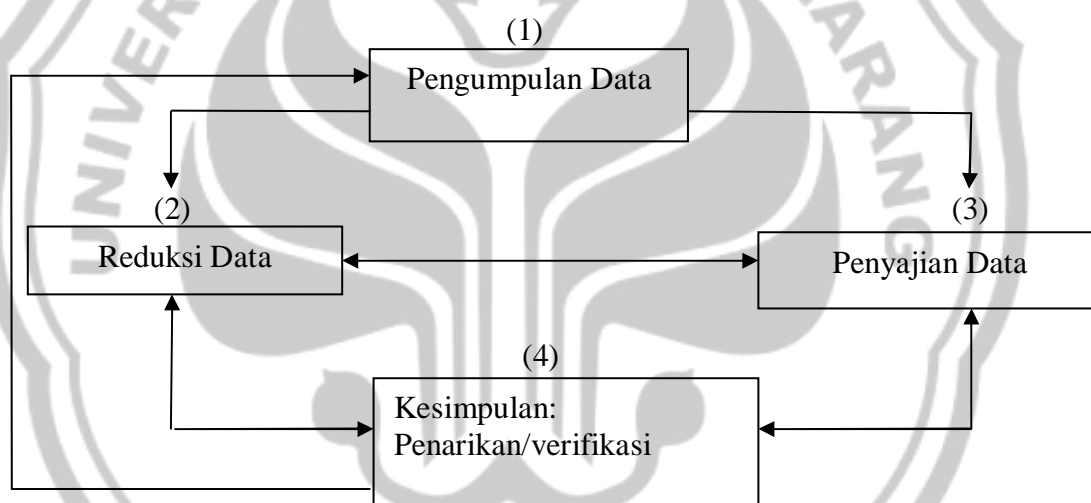 (1)
Pengumpulan Data
(2)
Reduksi Data
(3)
Penyajian Data
(4)
Kesimpulan:
Penarikan/verifikasi